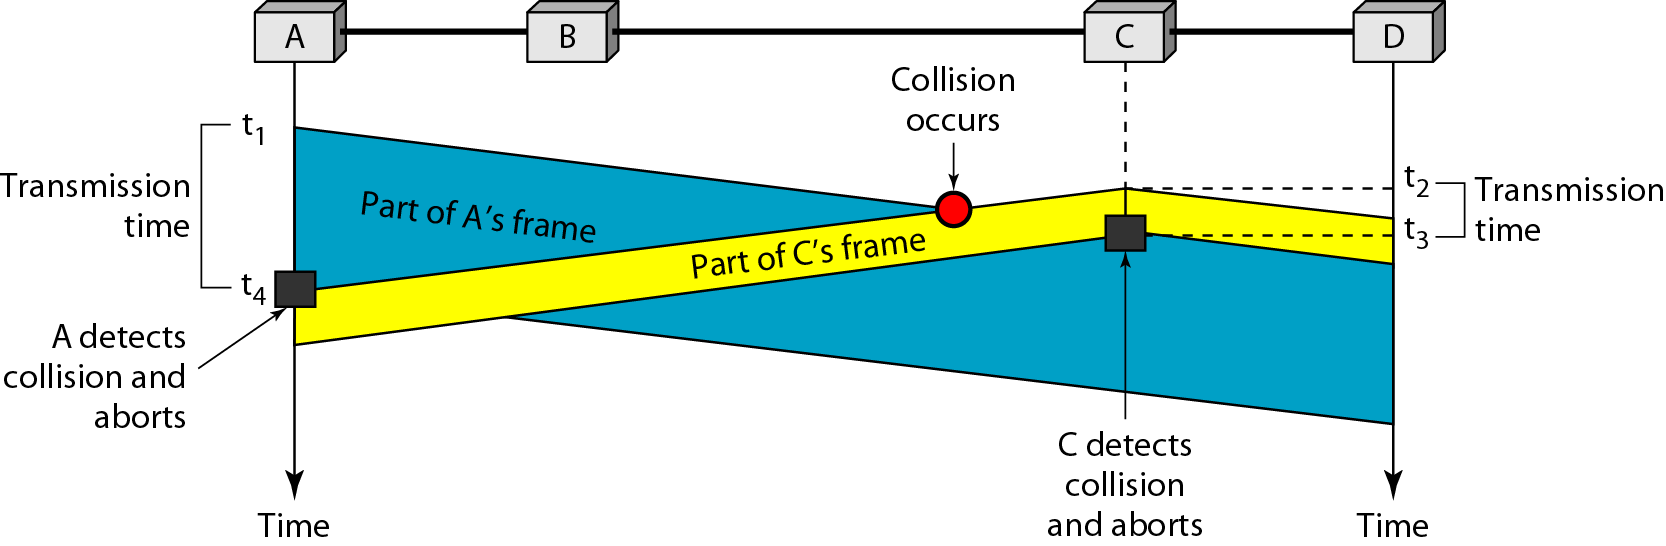 A
B
C
D
Collision
occurs
t1
Transmission
time
t4
Part of A's frame
Part of C's frame
t2
t3
Transmission
time
A detects
collision and
aborts
C detects
collision
and aborts
Time
Time